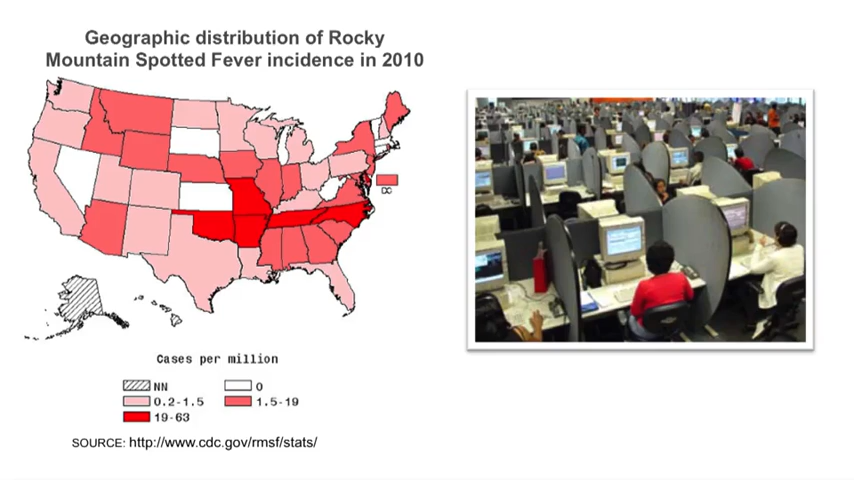 Geographic distribution of Rocky
Mountain Spotted Fever incidence in 2010
DC
Cases per million
NN 0
0.2-1.5 1.5-19
19-63
SOURCE: http://www.cdc.gov/rmsf/stats/